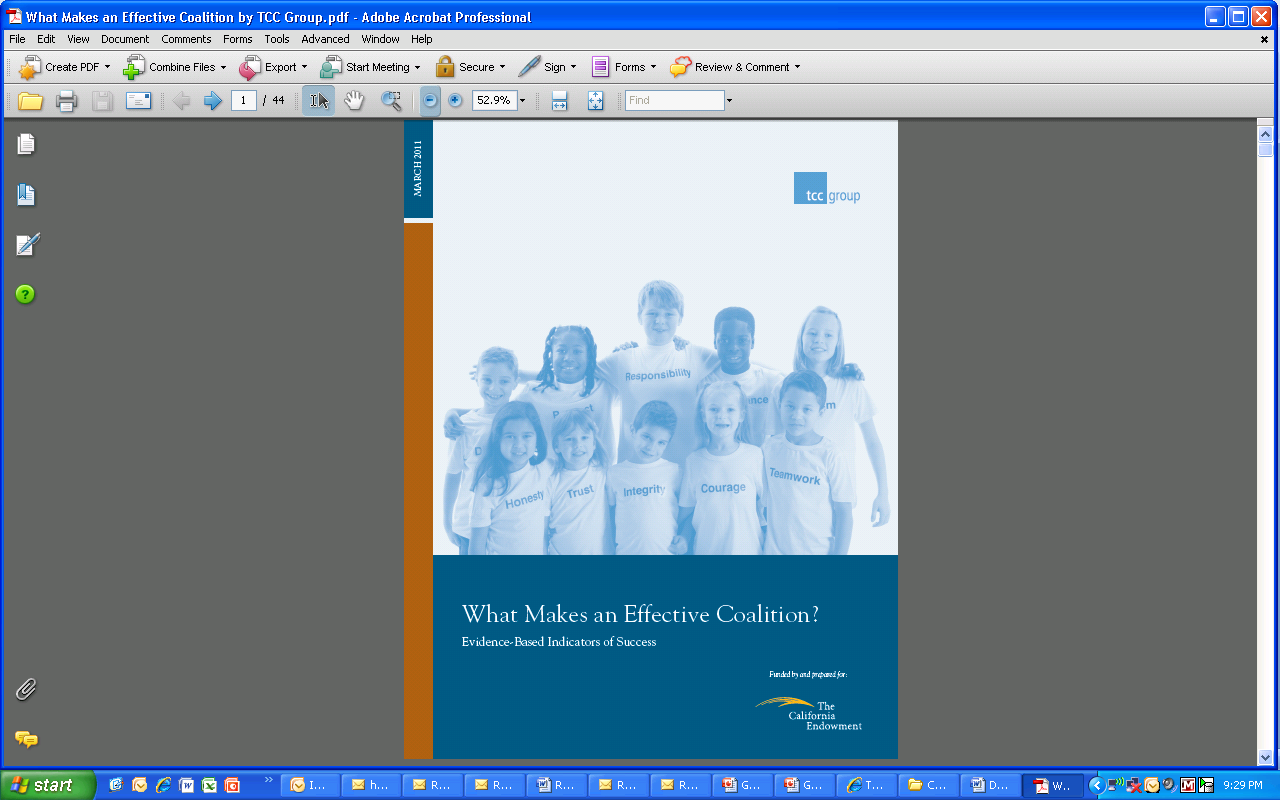 What Makes an Effective Coalition by TCC Group.pdf - Adobe Acrobat Professional
File Edit View Document Comments Forms Tools Advanced Window Help
Create PDF Combine Files Export Start Meeting Secure Sign Forms Review & Comment
1 / 44 52.9% Find
MARCH 2011
tcc group
Responsibility
Honesty
Trust
Integrity
Courage
Teamwork
What Makes an Effective Coalition?
Evidence-Based Indicators of Success
Funded by and prepared for:
The
California
Endowment
start I... h... R... R... R... R... R... G... G... T... C... D... W... 9:29 PM